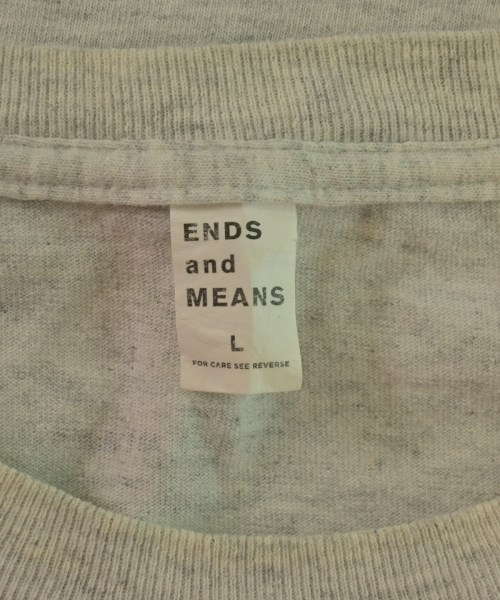 ENDS
and
MEANS
L
FOR CARE SEE REVERSE